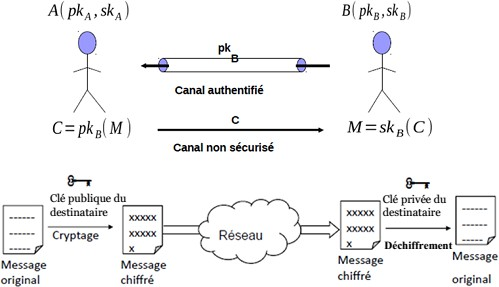 A(pk_A, sk_A)
B(pk_B, sk_B)
pk_B
Canal authentifié
C=pk_B(M)
C
M=sk_B(C)
Canal non sécurisé
Clé publique du
destinataire
Cryptage
Message
original
xxxxx
xxxxx
x
Message
chiffré
Réseau
xxxxx
xxxxx
x
Message
chiffré
Clé privée du
destinataire
Déchiffrement
Message
original